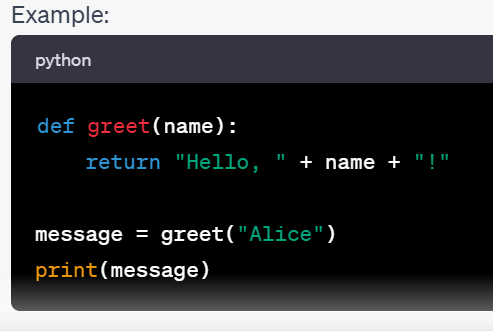 Example:
python
def greet(name):
    return "Hello, " + name + "!"
message = greet("Alice")
print(message)